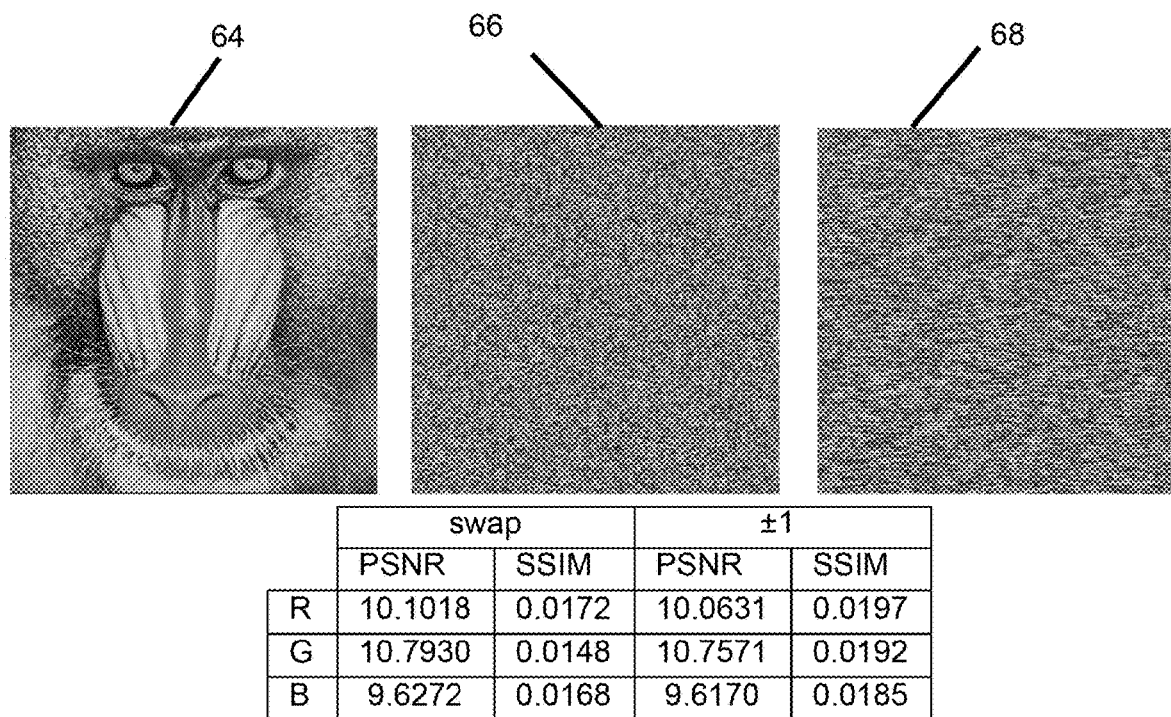 64 66 68
swap ±1
PSNR SSIM PSNR SSIM
R 10.1018 0.0172 10.0631 0.0197
G 10.7930 0.0148 10.7571 0.0192
B 9.6272 0.0168 9.6170 0.0185